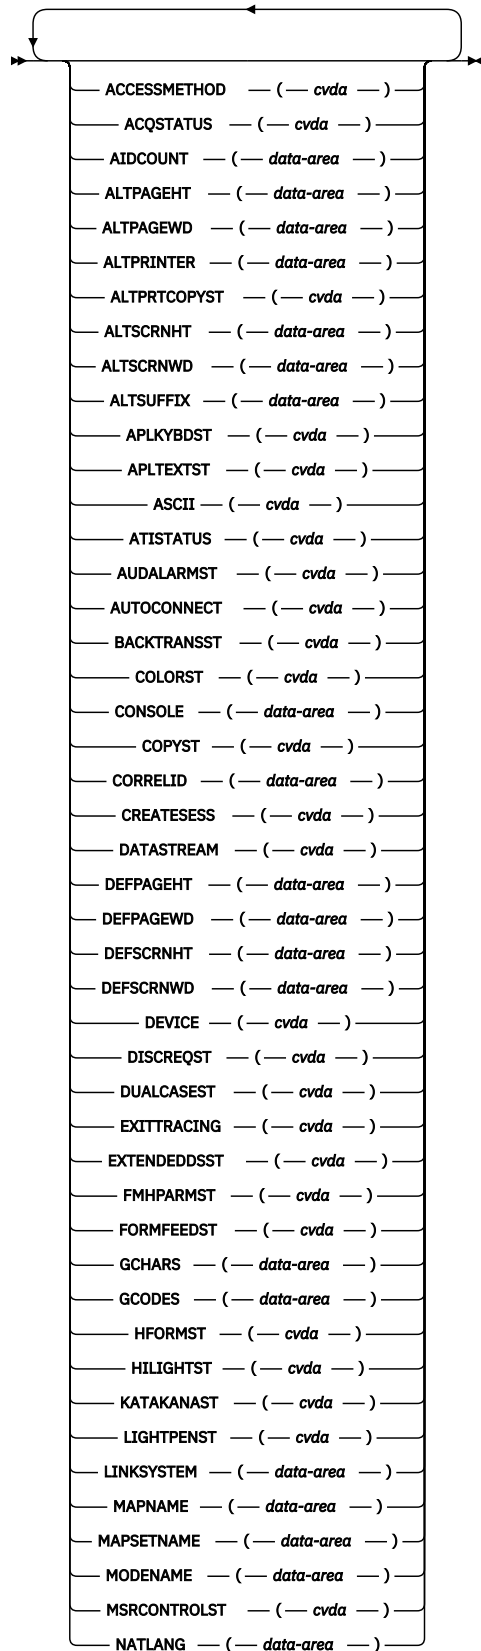 ACCESSMETHOD ( cvda )
ACQSTATUS ( cvda )
AIDCOUNT ( data-area )
ALTPAGEHT ( data-area )
ALTPAGEWD ( data-area )
ALTPRINTER ( data-area )
ALTPRTCOPYST ( cvda )
ALTSCRNHT ( data-area )
ALTSCRNWD ( data-area )
ALTSUFFIX ( data-area )
APLKYBDST ( cvda )
APLTEXTST ( cvda )
ASCII ( cvda )
ATISTATUS ( cvda )
AUDALARMST ( cvda )
AUTOCONNECT ( cvda )
BACKTRANSST ( cvda )
COLORST ( cvda )
CONSOLE ( data-area )
COPYST ( cvda )
CORRELID ( data-area )
CREATESESS ( cvda )
DATASTREAM ( cvda )
DEFPAGEHT ( data-area )
DEFPAGEWD ( data-area )
DEFSCRNHT ( data-area )
DEFSCRNWD ( data-area )
DEVICE ( cvda )
DISCREQST ( cvda )
DUALCASEST ( cvda )
EXITTRACING ( cvda )
EXTENDEDDSST ( cvda )
FMHPARMST ( cvda )
FORMFEEDST ( cvda )
GCHARS ( data-area )
GCODES ( data-area )
HFORMST ( cvda )
HILIGHTST ( cvda )
KATAKANAST ( cvda )
LIGHTPENST ( cvda )
LINKSYSTEM ( data-area )
MAPNAME ( data-area )
MAPSETNAME ( data-area )
MODENAME ( data-area )
MSRCONTROLST ( cvda )
NATLANG ( data-area )